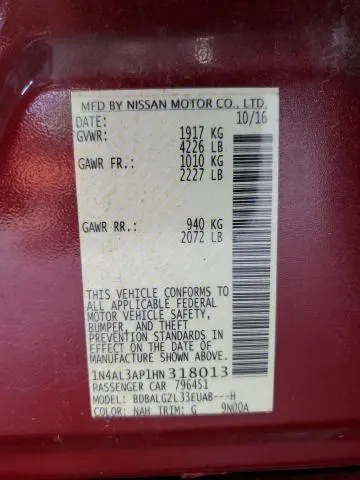 MFD BY NISSAN MOTOR CO., LTD.
DATE: 10/16
GVWR: 1917 KG
4226 LB
GAWR FR.: 1010 KG
2227 LB
GAWR RR.: 940 KG
2072 LB
THIS VEHICLE CONFORMS TO
ALL APPLICABLE FEDERAL
MOTOR VEHICLE SAFETY,
BUMPER, AND THEFT
PREVENTION STANDARDS IN
EFFECT ON THE DATE OF
MANUFACTURE SHOWN ABOVE.
1N4AL3AP1HN318013
PASSENGER CAR 796451
MODEL: BDBALGZL33EUAB---H
COLOR: NAH TRIM: G 9N00A